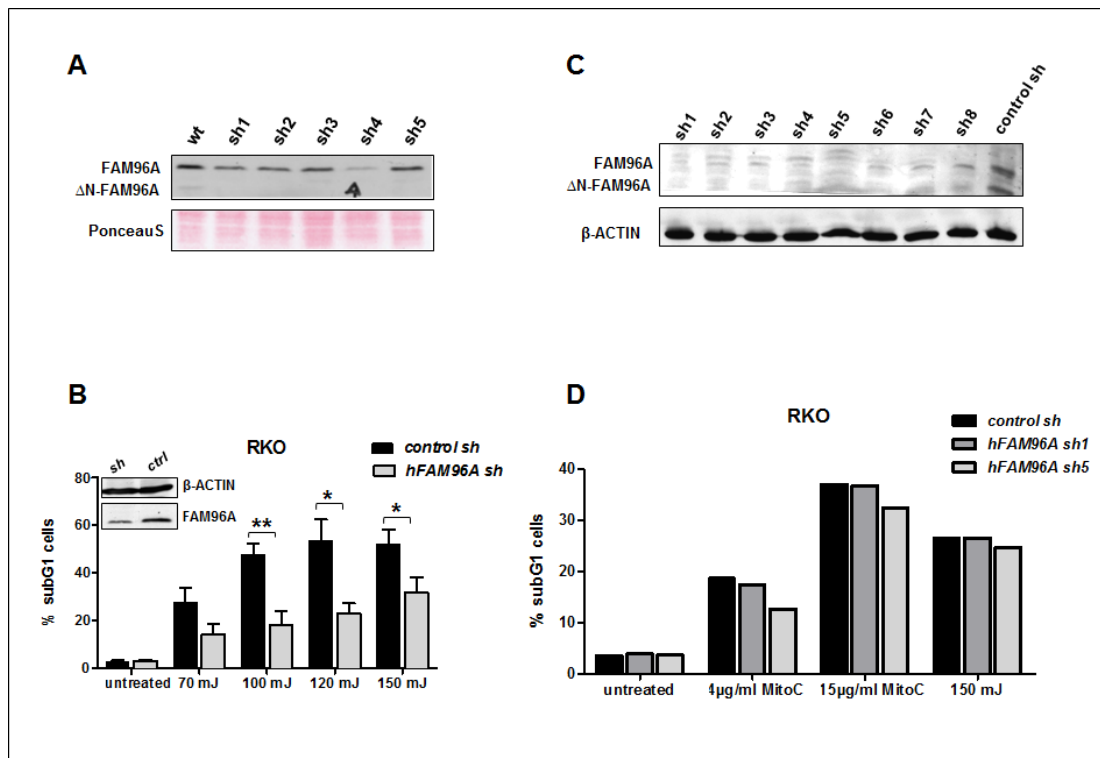 A
wt sh1 sh2 sh3 sh4 sh5
FAM96A
ΔN-FAM96A
PonceauS
C
sh1 sh2 sh3 sh4 sh5 sh6 sh7 sh8 control sh
FAM96A
ΔN-FAM96A
β-ACTIN
B
RKO
control sh
hFAM96A sh
sh ctrl
β-ACTIN
FAM96A
% subG1 cells
80
60
40
20
0
** * *
untreated 70 mJ 100 mJ 120 mJ 150 mJ
D
RKO
control sh
hFAM96A sh1
hFAM96A sh5
% subG1 cells
40
30
20
10
0
untreated 4µg/ml MitoC 15µg/ml MitoC 150 mJ